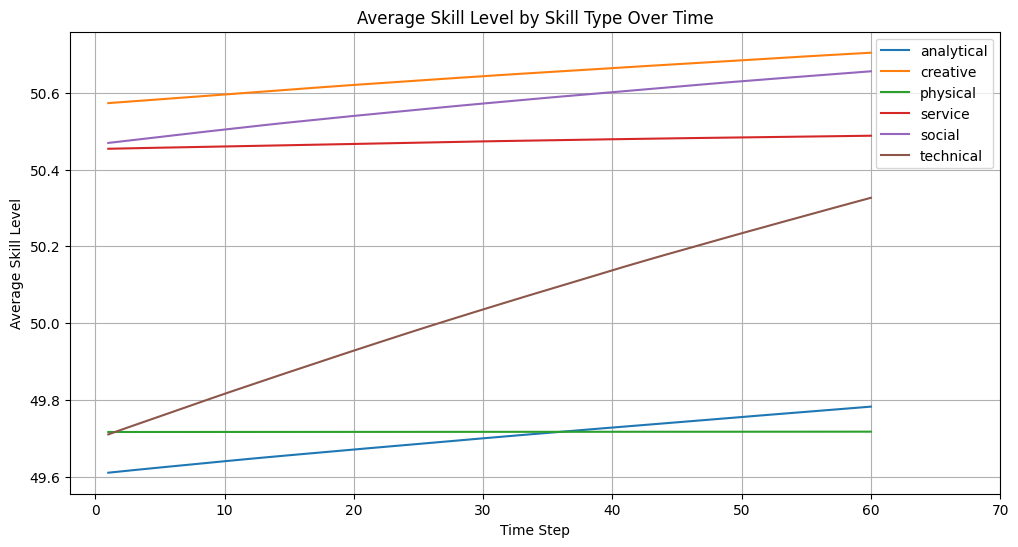 Average Skill Level by Skill Type Over Time
analytical
creative
physical
service
social
technical
Average Skill Level
50.6
50.4
50.2
50.0
49.8
49.6
0 10 20 30 40 50 60 70
Time Step